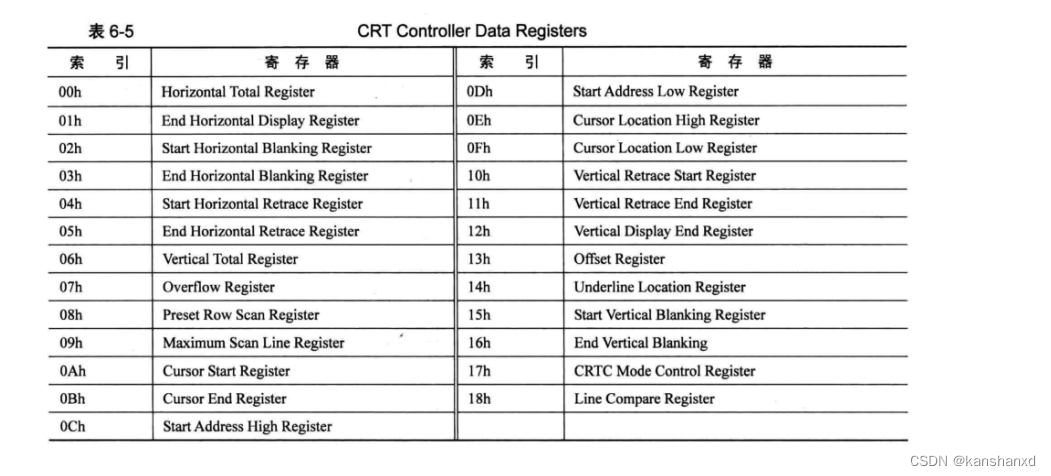 表 6-5 CRT Controller Data Registers
索 引 寄 存 器 索 引 寄 存 器
00h Horizontal Total Register 0Dh Start Address Low Register
01h End Horizontal Display Register 0Eh Cursor Location High Register
02h Start Horizontal Blanking Register 0Fh Cursor Location Low Register
03h End Horizontal Blanking Register 10h Vertical Retrace Start Register
04h Start Horizontal Retrace Register 11h Vertical Retrace End Register
05h End Horizontal Retrace Register 12h Vertical Display End Register
06h Vertical Total Register 13h Offset Register
07h Overflow Register 14h Underline Location Register
08h Preset Row Scan Register 15h Start Vertical Blanking Register
09h Maximum Scan Line Register 16h End Vertical Blanking
0Ah Cursor Start Register 17h CRTC Mode Control Register
0Bh Cursor End Register 18h Line Compare Register
0Ch Start Address High Register
CSDN @kanshanxd